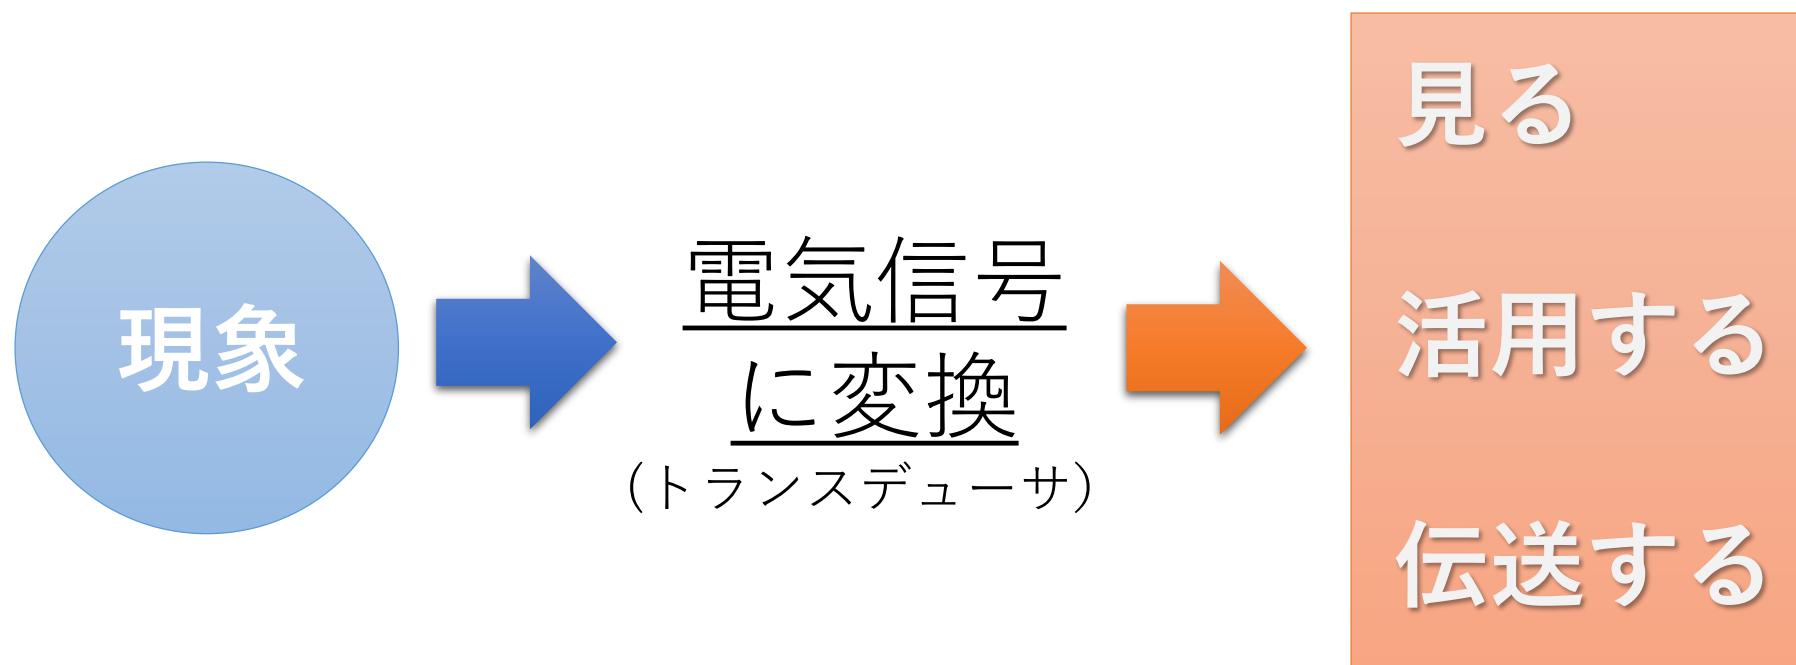 現象
電気信号
に変換
（トランスデューサ）
見る
活用する
伝送する